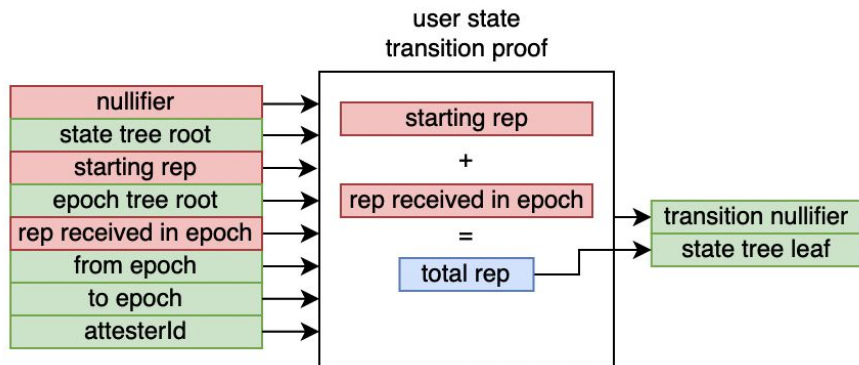 user state
transition proof
nullifier
state tree root
starting rep
epoch tree root
rep received in epoch
from epoch
to epoch
attesterId
starting rep
+
rep received in epoch
=
total rep
transition nullifier
state tree leaf